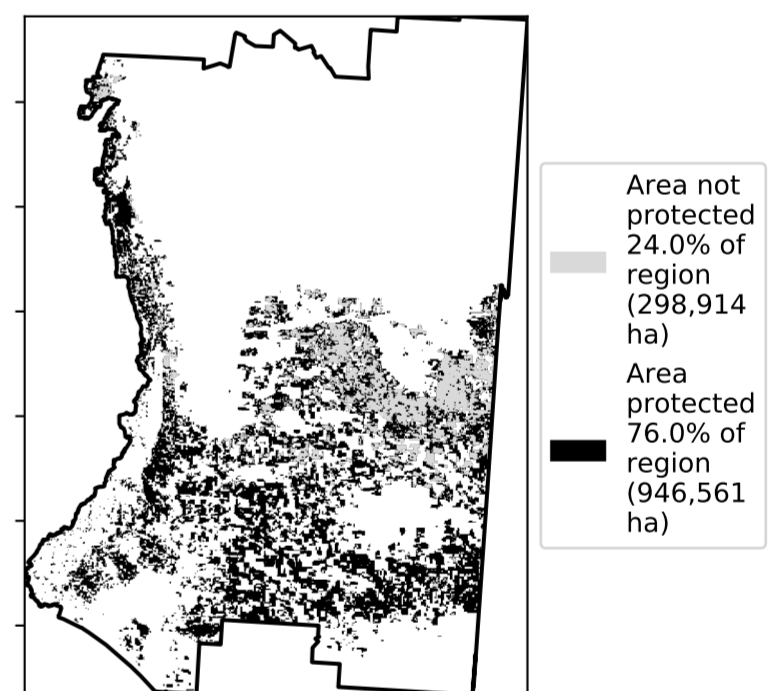 Area not
protected
24.0% of
region
(298,914
ha)
Area
protected
76.0% of
region
(946,561
ha)